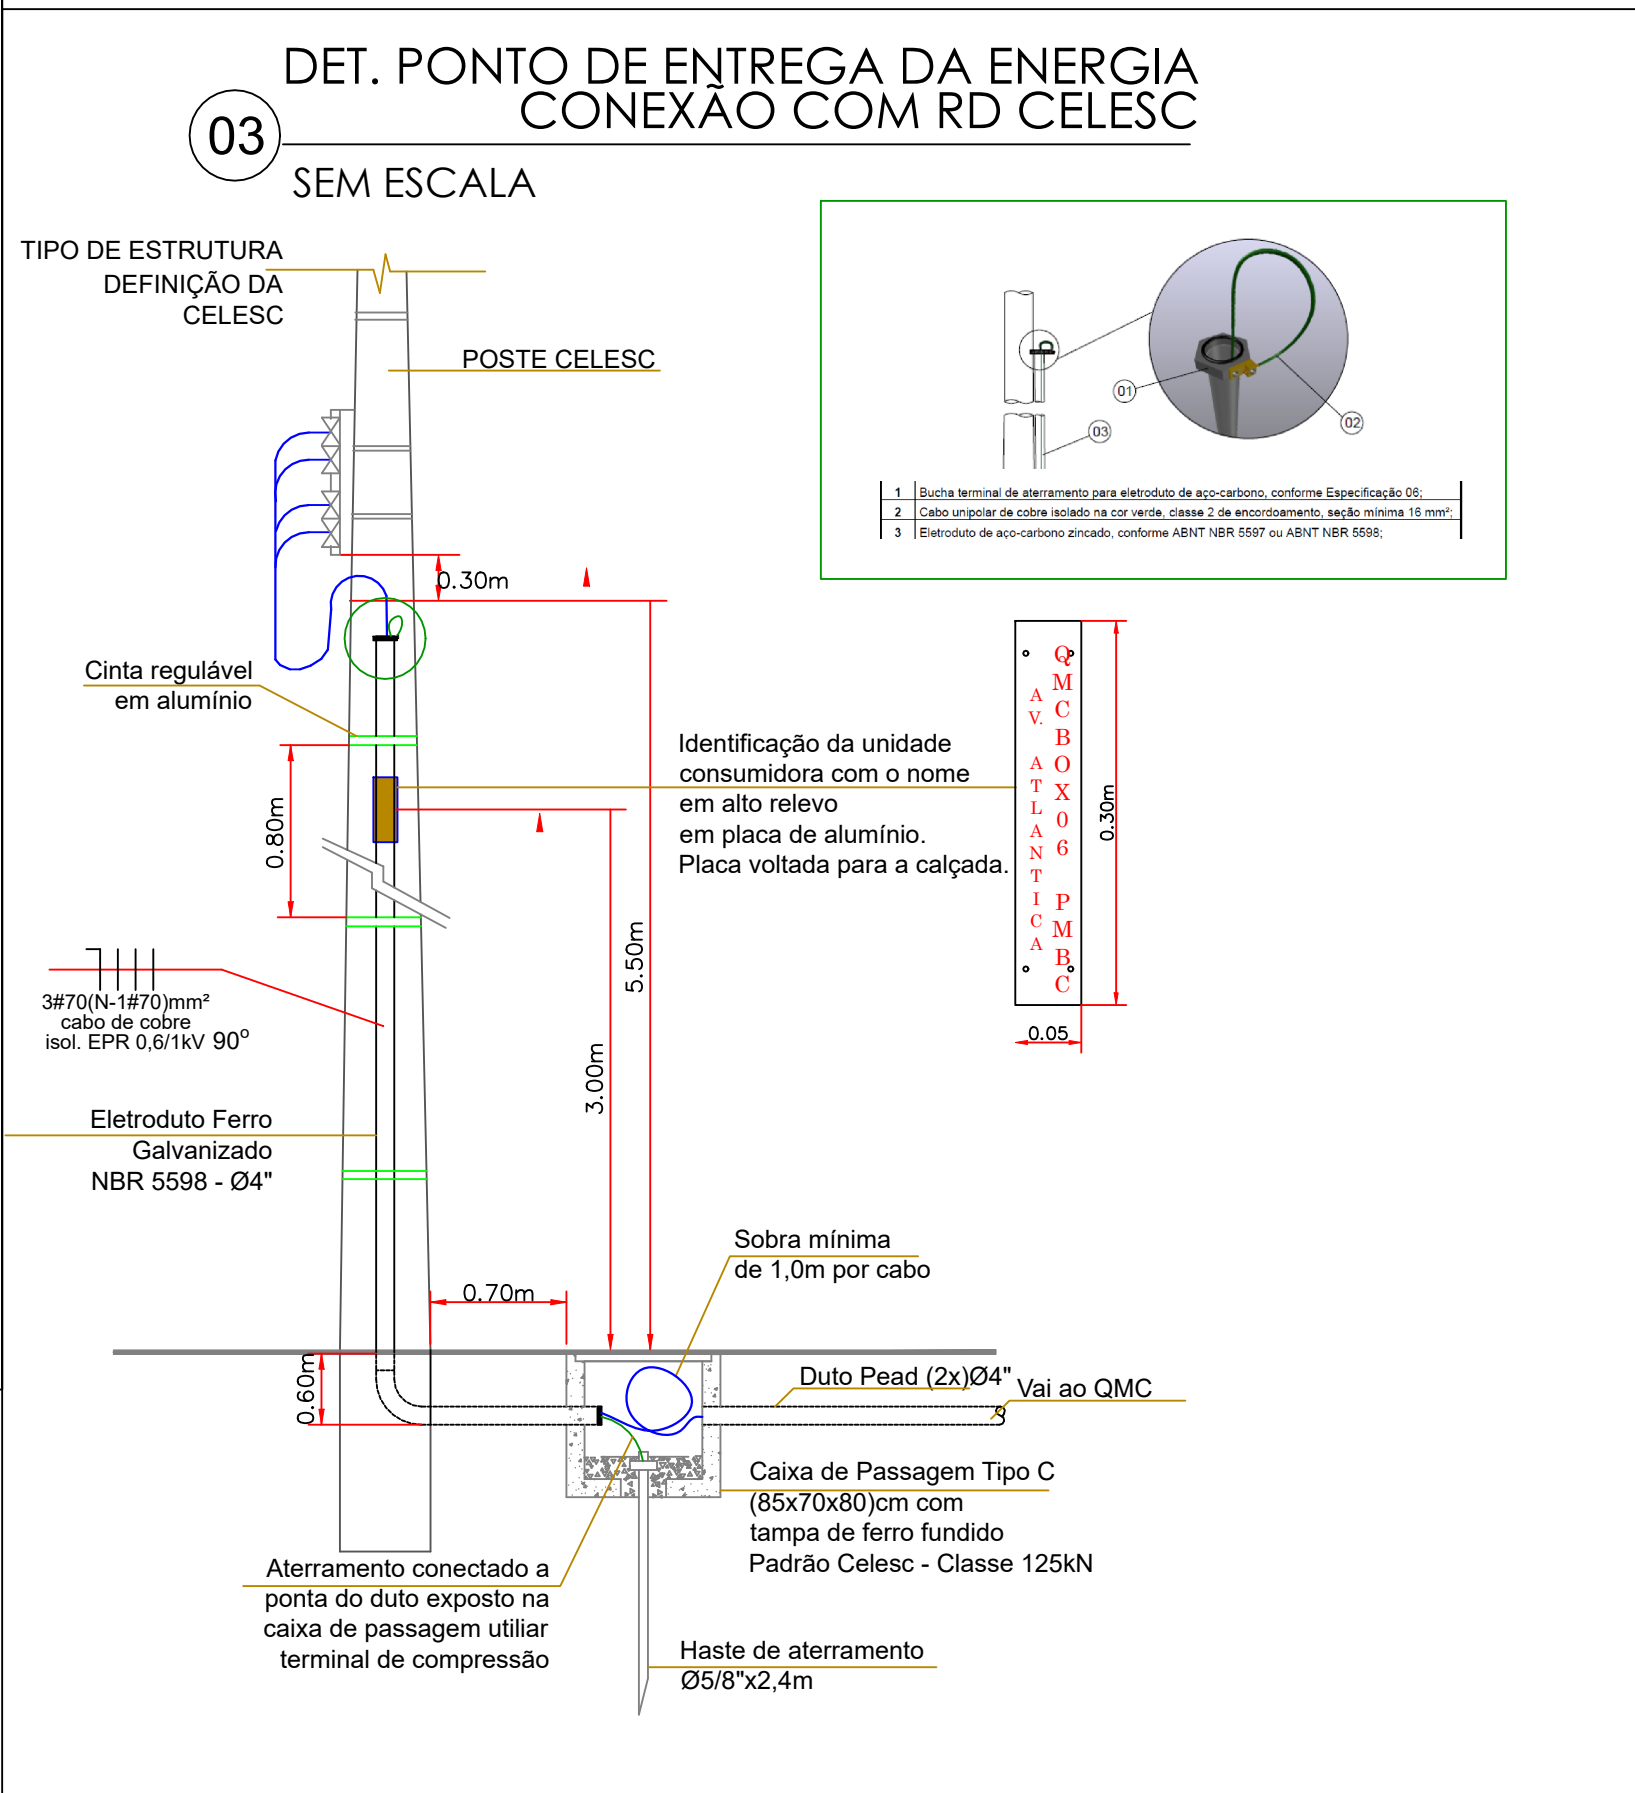 DET. PONTO DE ENTREGA DA ENERGIA
CONEXÃO COM RD CELESC
03
SEM ESCALA
TIPO DE ESTRUTURA
DEFINIÇÃO DA
CELESC
POSTE CELESC
01
02
03
1 Bucha terminal de aterramento para eletroduto de aço-carbono, conforme Especificação 06;
2 Cabo unipolar de cobre isolado na cor verde, classe 2 de encordoamento, seção mínima 16 mm²;
3 Eletroduto de aço-carbono zincado, conforme ABNT NBR 5597 ou ABNT NBR 5598;
0.30m
Cinta regulável
em alumínio
0.80m
Identificação da unidade
consumidora com o nome
em alto relevo
em placa de alumínio.
Placa voltada para a calçada.
QMCBOX06 PMBC
AV. ATLANTICA
0.30m
0.05
5.50m
3.00m
3#70(N-1#70)mm²
cabo de cobre
isol. EPR 0,6/1kV 90°
Eletroduto Ferro
Galvanizado
NBR 5598 - Ø4"
Sobra mínima
de 1,0m por cabo
0.70m
0.60m
Duto Pead (2x)Ø4"
Vai ao QMC
Caixa de Passagem Tipo C
(85x70x80)cm com
tampa de ferro fundido
Padrão Celesc - Classe 125kN
Aterramento conectado a
ponta do duto exposto na
caixa de passagem utiliar
terminal de compressão
Haste de aterramento
Ø5/8"x2,4m